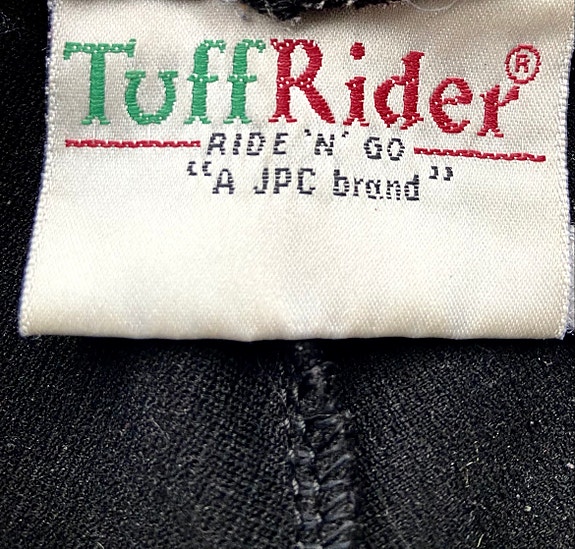 TuffRider®
RIDE 'N' GO
"A JPC brand"